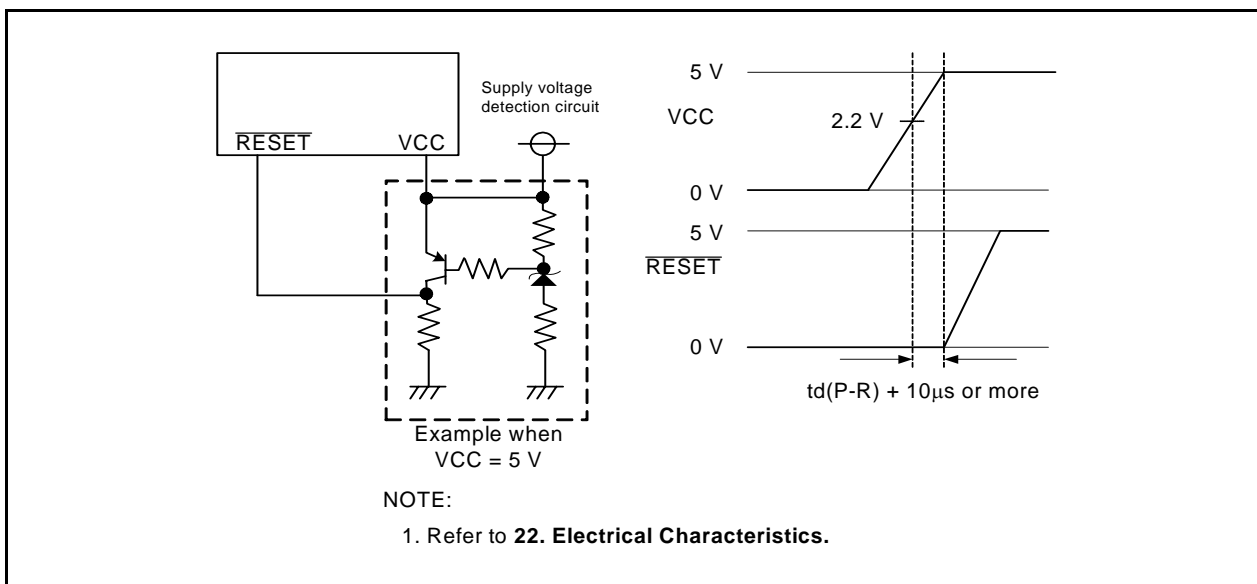 Supply voltage
detection circuit
RESET VCC
Example when
VCC = 5 V
5 V
VCC
2.2 V
0 V
5 V
RESET
0 V
td(P-R) + 10μs or more
NOTE:
1. Refer to 22. Electrical Characteristics.